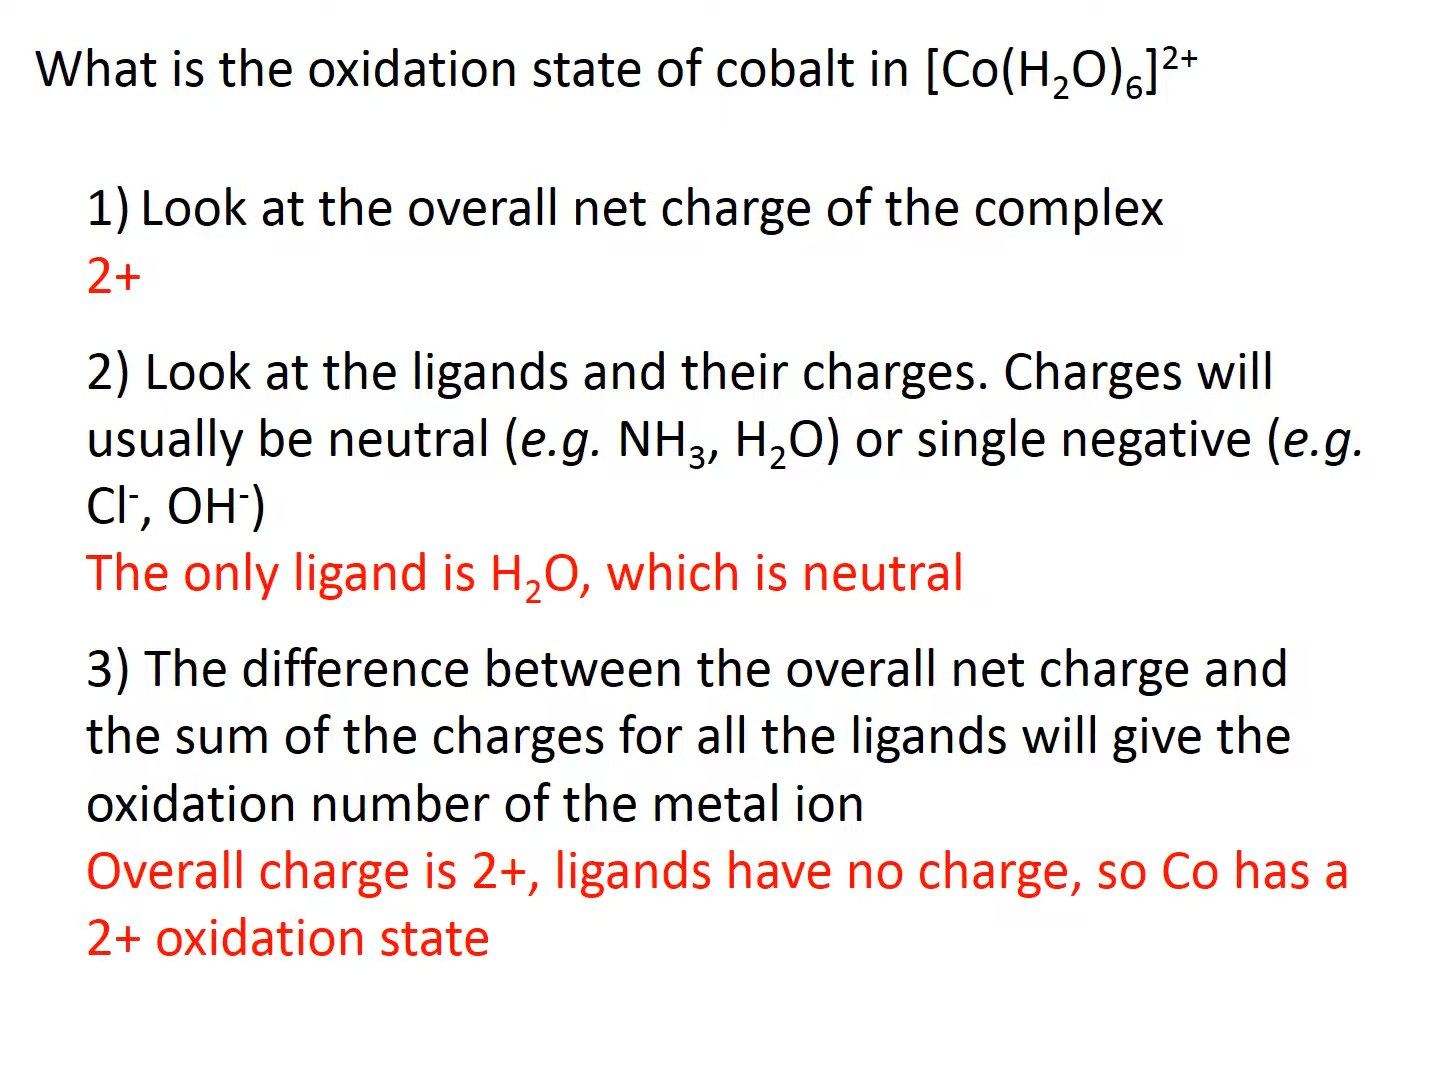 What is the oxidation state of cobalt in [Co(H₂O)₆]²⁺
1) Look at the overall net charge of the complex
2+
2) Look at the ligands and their charges. Charges will
usually be neutral (e.g. NH₃, H₂O) or single negative (e.g.
Cl⁻, OH⁻)
The only ligand is H₂O, which is neutral
3) The difference between the overall net charge and
the sum of the charges for all the ligands will give the
oxidation number of the metal ion
Overall charge is 2+, ligands have no charge, so Co has a
2+ oxidation state